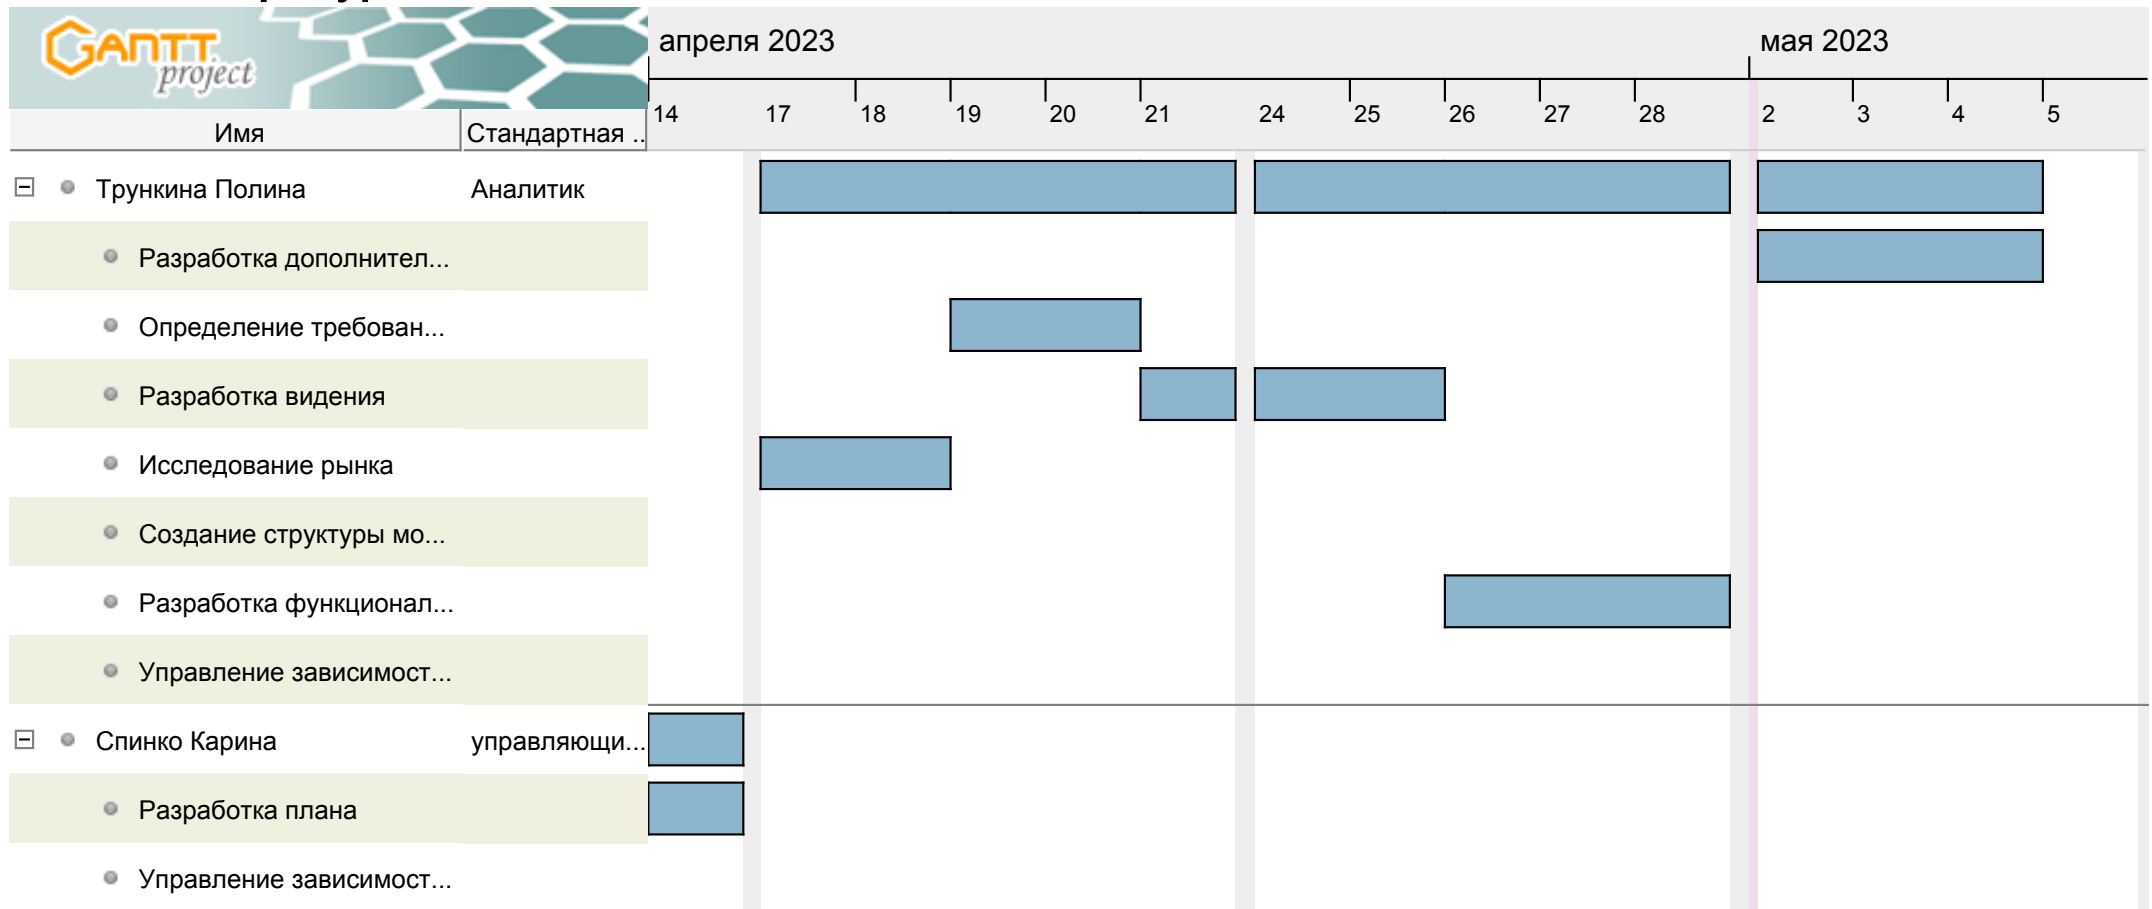 GANTT
project
апреля 2023
мая 2023
14 17 18 19 20 21 24 25 26 27 28 2 3 4 5
Имя Стандартная ..
Трункина Полина Аналитик
Разработка дополнител...
Определение требован...
Разработка видения
Исследование рынка
Создание структуры мо...
Разработка функционал...
Управление зависимост...
Спинко Карина управляющи...
Разработка плана
Управление зависимост...